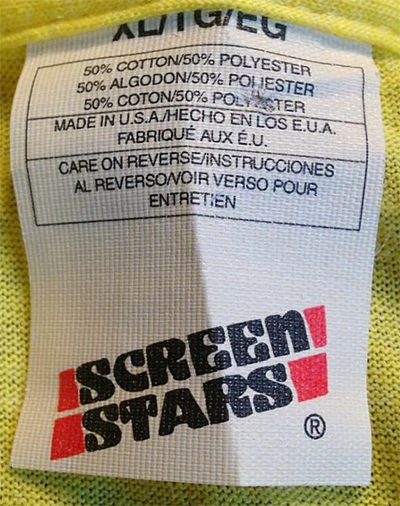 XL/TG/EG
50% COTTON/50% POLYESTER
50% ALGODON/50% POLIESTER
50% COTON/50% POLYESTER
MADE IN U.S.A./HECHO EN LOS E.U.A.
FABRIQUÉ AUX É.U.
CARE ON REVERSE/INSTRUCCIONES
AL REVERSO/VOIR VERSO POUR
ENTRETIEN
SCREEN
STARS ®